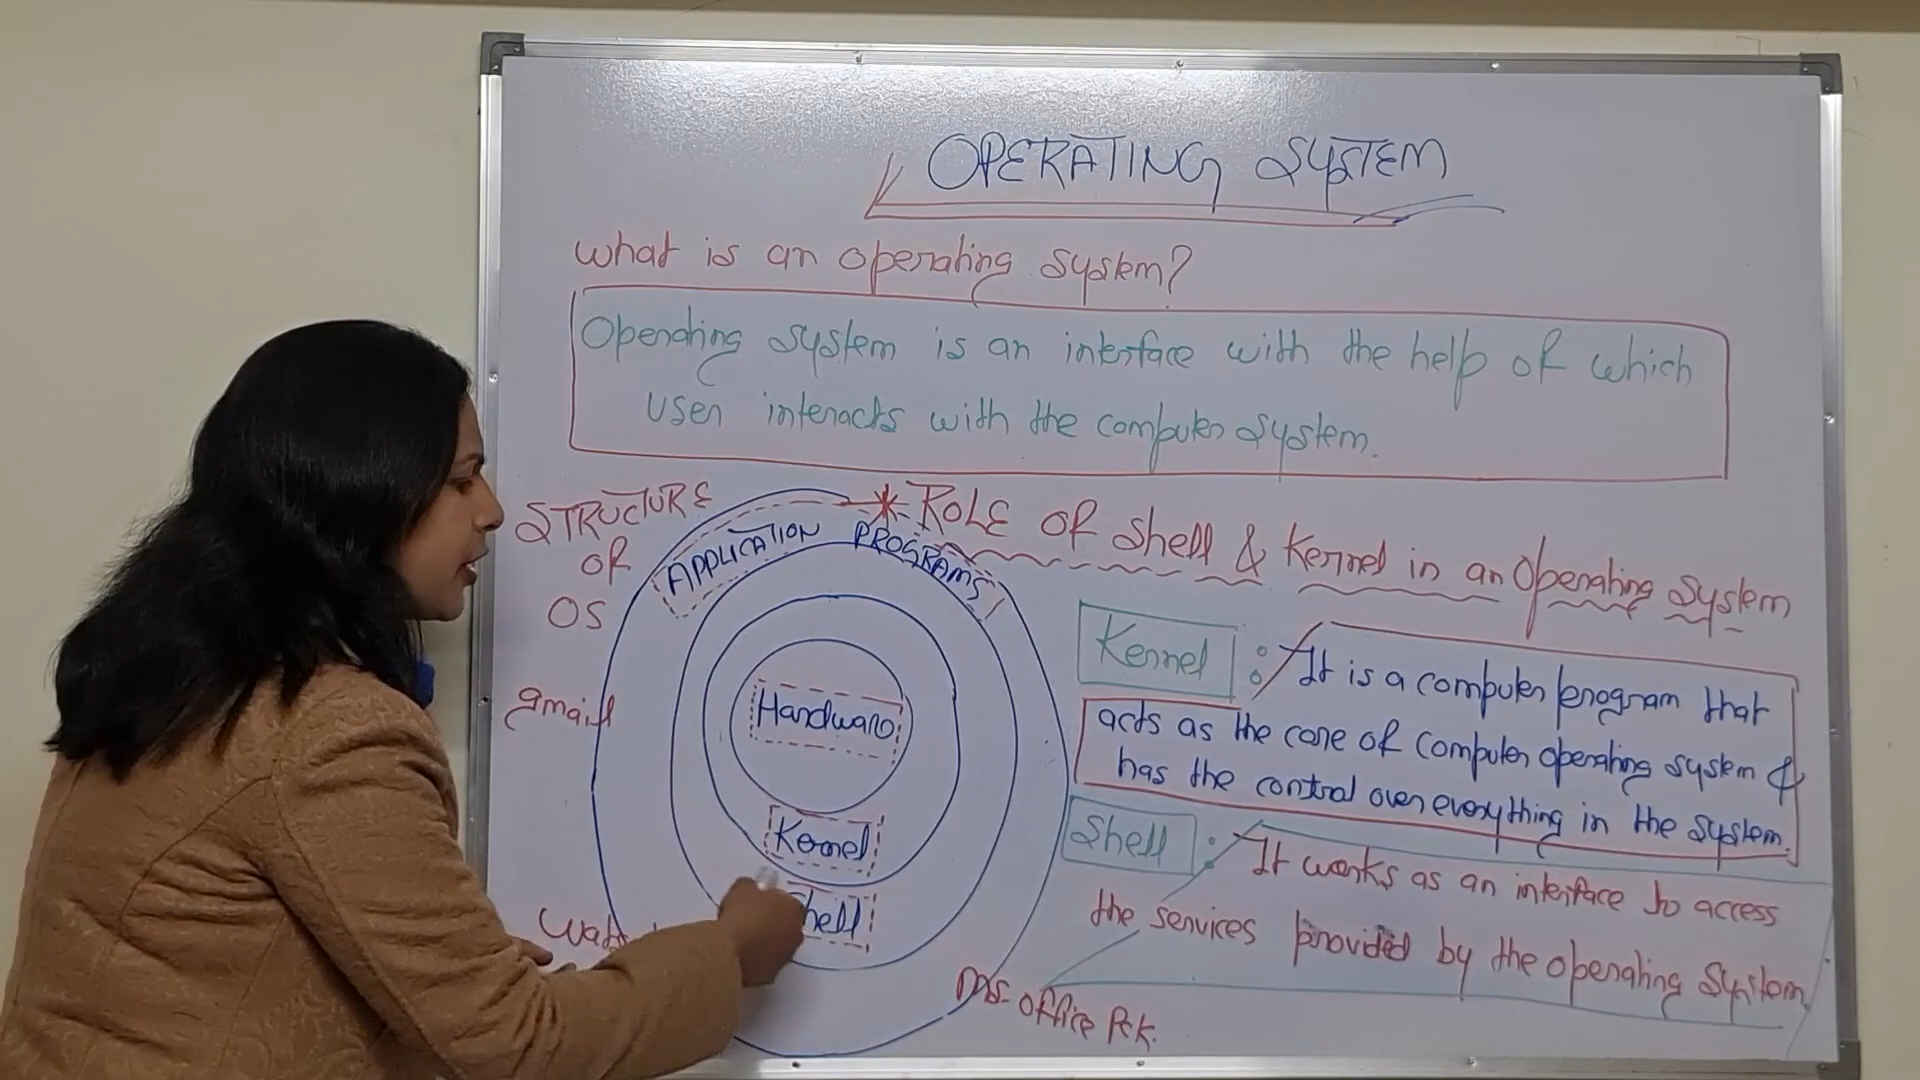 OPERATING SYSTEM
What is an operating system?
Operating system is an interface with the help of which
user interacts with the computer system.
STRUCTURE
OF
OS
APPLICATION PROGRAMS
Hardware
Kernel
Shell
gmail
MS-Office Pck.
* ROLE OF Shell & Kernel in an Operating System
Kernel : It is a computer program that
acts as the core of computer operating system &
has the control over everything in the system.
Shell : It works as an interface to access
the services provided by the operating System.